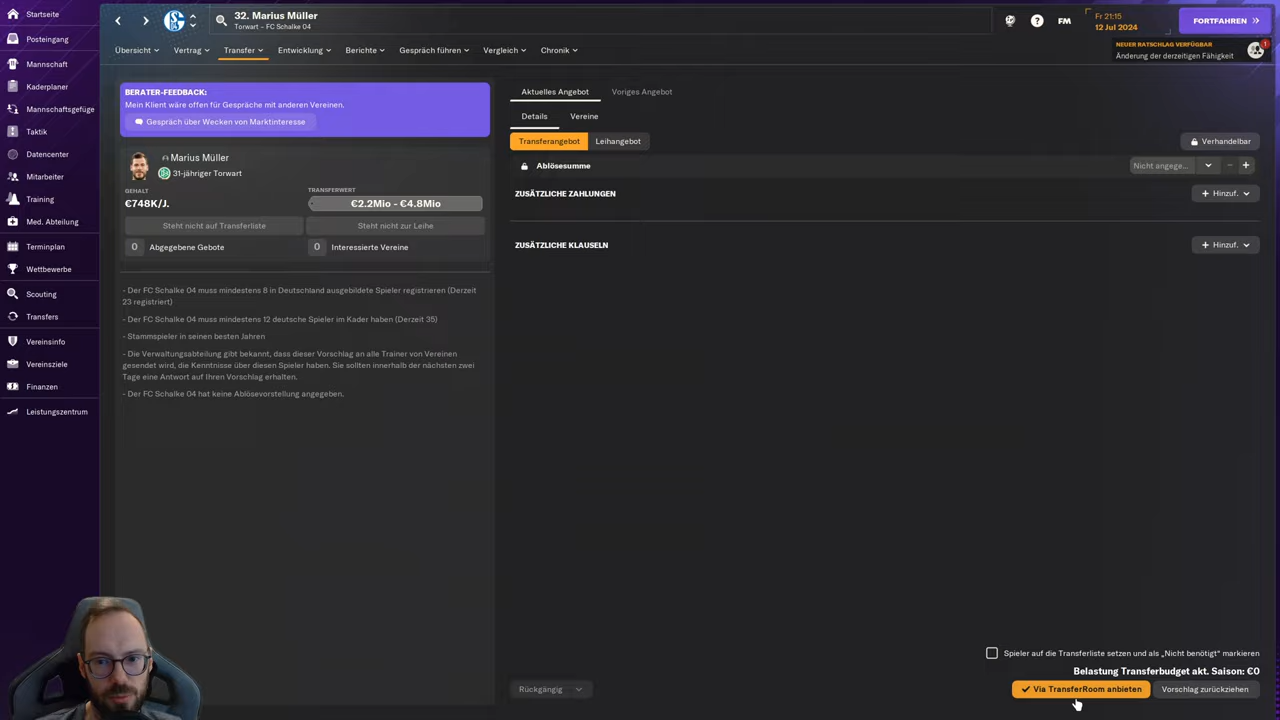 Startseite
Posteingang
Mannschaft
Kaderplaner
Mannschaftsgefüge
Taktik
Datencenter
Mitarbeiter
Training
Med. Abteilung
Terminplan
Wettbewerbe
Scouting
Transfers
Vereinsinfo
Vereinsziele
Finanzen
Leistungszentrum
32. Marius Müller
Torwart – FC Schalke 04
FM
Fr 21:15
12 Jul 2024
FORTFAHREN
Übersicht
Vertrag
Transfer
Entwicklung
Berichte
Gespräch führen
Vergleich
Chronik
NEUER RATSCHLAG VERFÜGBAR
Änderung der derzeitigen Fähigkeit
1
BERATER-FEEDBACK:
Mein Klient wäre offen für Gespräche mit anderen Vereinen.
Gespräch über Wecken von Marktinteresse
Marius Müller
31-jähriger Torwart
GEHALT
TRANSFERWERT
€748K/J.
€2.2Mio - €4.8Mio
Steht nicht auf Transferliste
Steht nicht zur Leihe
0 Abgegebene Gebote
0 Interessierte Vereine
- Der FC Schalke 04 muss mindestens 8 in Deutschland ausgebildete Spieler registrieren (Derzeit
23 registriert)
- Der FC Schalke 04 muss mindestens 12 deutsche Spieler im Kader haben (Derzeit 35)
- Stammspieler in seinen besten Jahren
- Die Verwaltungsabteilung gibt bekannt, dass dieser Vorschlag an alle Trainer von Vereinen
gesendet wird, die Kenntnisse über diesen Spieler haben. Sie sollten innerhalb der nächsten zwei
Tage eine Antwort auf Ihren Vorschlag erhalten.
- Der FC Schalke 04 hat keine Ablösevorstellung angegeben.
Aktuelles Angebot
Voriges Angebot
Details
Vereine
Transferangebot
Leihangebot
Verhandelbar
Ablösesumme
Nicht angege...
ZUSÄTZLICHE ZAHLUNGEN
Hinzuf.
ZUSÄTZLICHE KLAUSELN
Hinzuf.
Spieler auf die Transferliste setzen und als „Nicht benötigt" markieren
Belastung Transferbudget akt. Saison: €0
Rückgängig
Via TransferRoom anbieten
Vorschlag zurückziehen